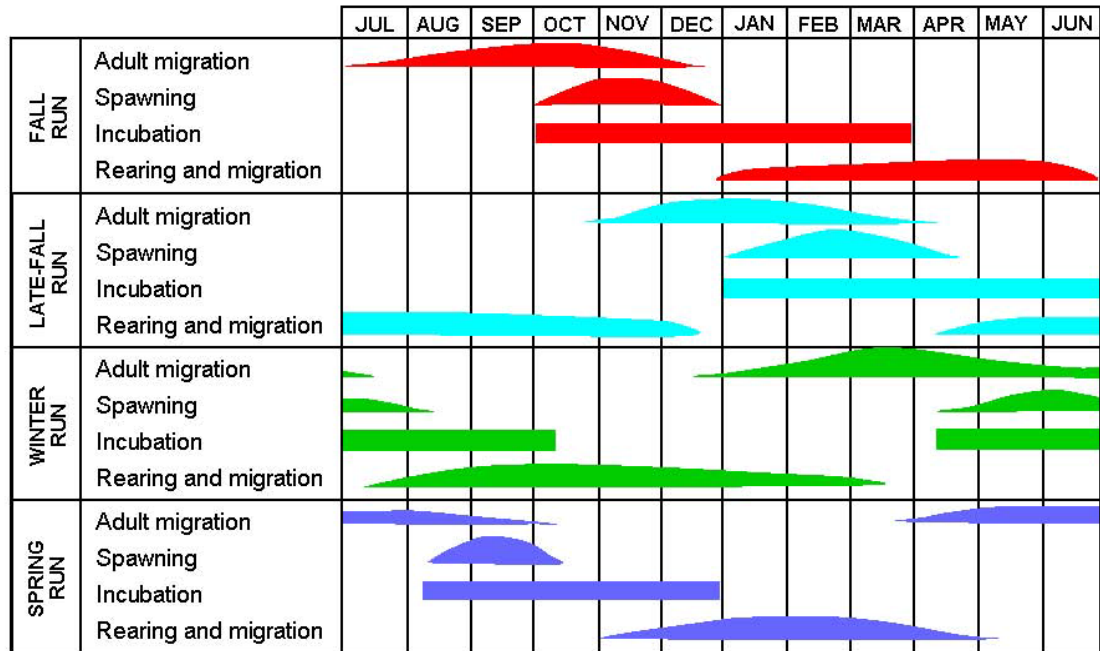 JUL AUG SEP OCT NOV DEC JAN FEB MAR APR MAY JUN
FALL
RUN
Adult migration
Spawning
Incubation
Rearing and migration
LATE-FALL
RUN
Adult migration
Spawning
Incubation
Rearing and migration
WINTER
RUN
Adult migration
Spawning
Incubation
Rearing and migration
SPRING
RUN
Adult migration
Spawning
Incubation
Rearing and migration